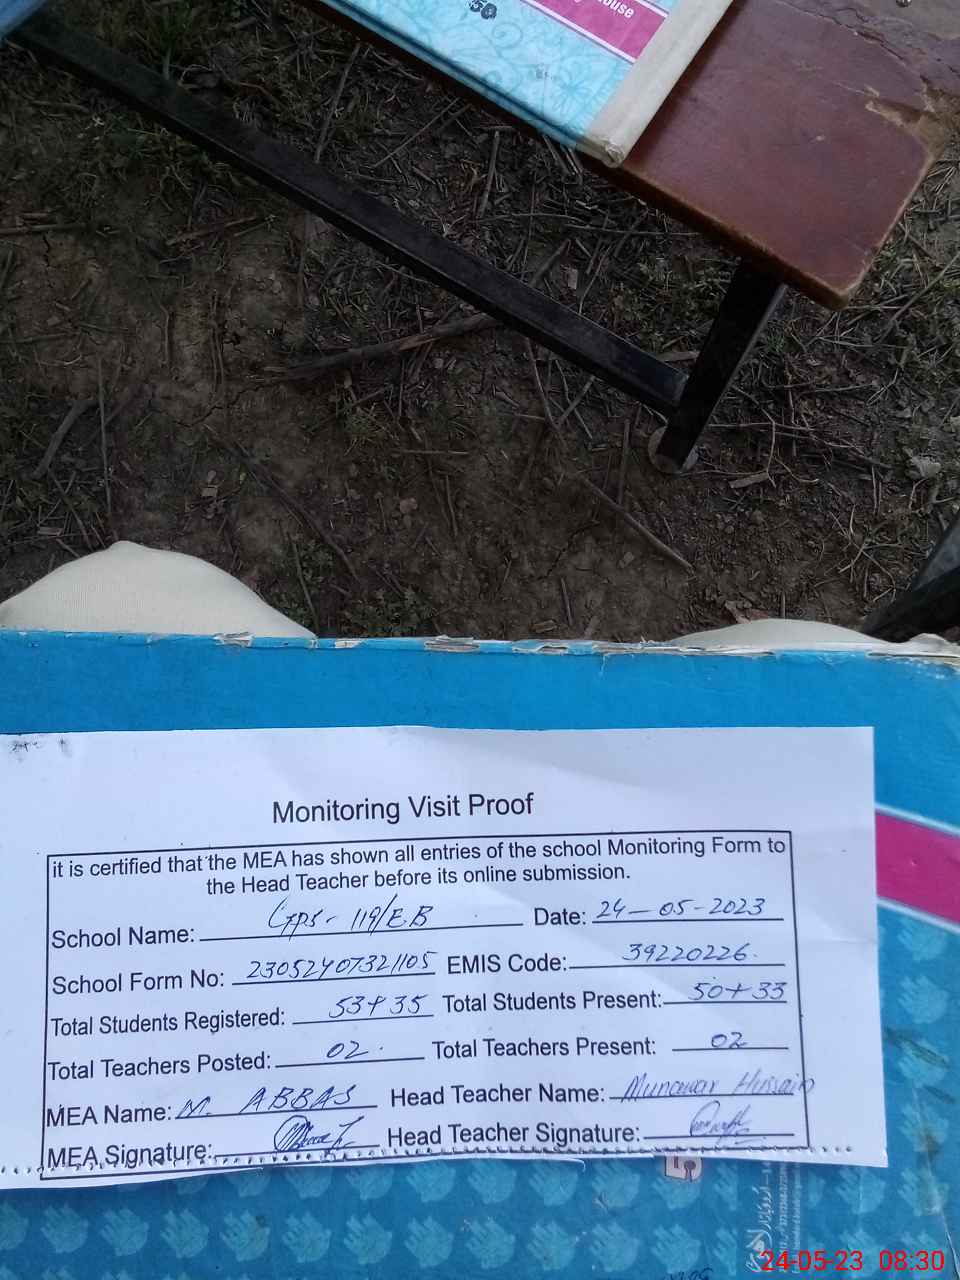 ouse
Monitoring Visit Proof
it is certified that the MEA has shown all entries of the school Monitoring Form to
the Head Teacher before its online submission.
School Name: GPS - 119/E.B Date: 24-05-2023
School Form No: 23052407321105 EMIS Code: 39220226.
Total Students Registered: 53+35 Total Students Present: 50+33
Total Teachers Posted: 02. Total Teachers Present: 02
MEA Name: M. ABBAS Head Teacher Name: Munawar Hussain
MEA Signature: Head Teacher Signature:
24-05-23 08:30